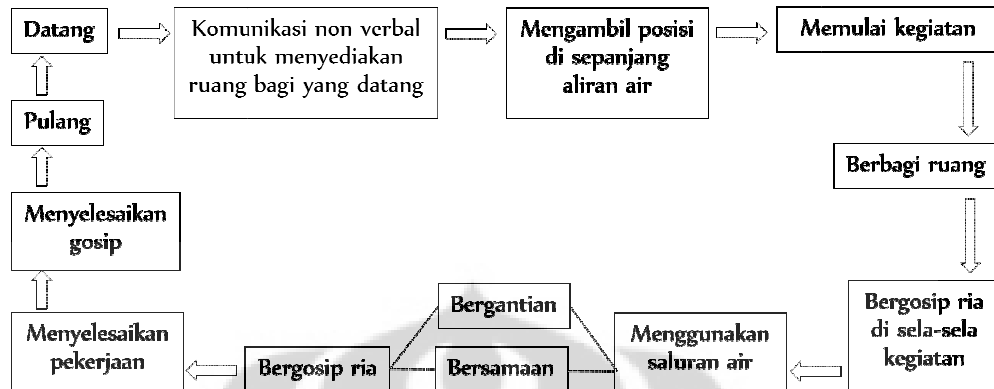 Datang
Komunikasi non verbal
untuk menyediakan
ruang bagi yang datang
Mengambil posisi
di sepanjang
aliran air
Memulai kegiatan
Berbagi ruang
Bergosip ria
di sela-sela
kegiatan
Menggunakan
saluran air
Bergantian
Bersamaan
Bergosip ria
Menyelesaikan
pekerjaan
Menyelesaikan
gosip
Pulang